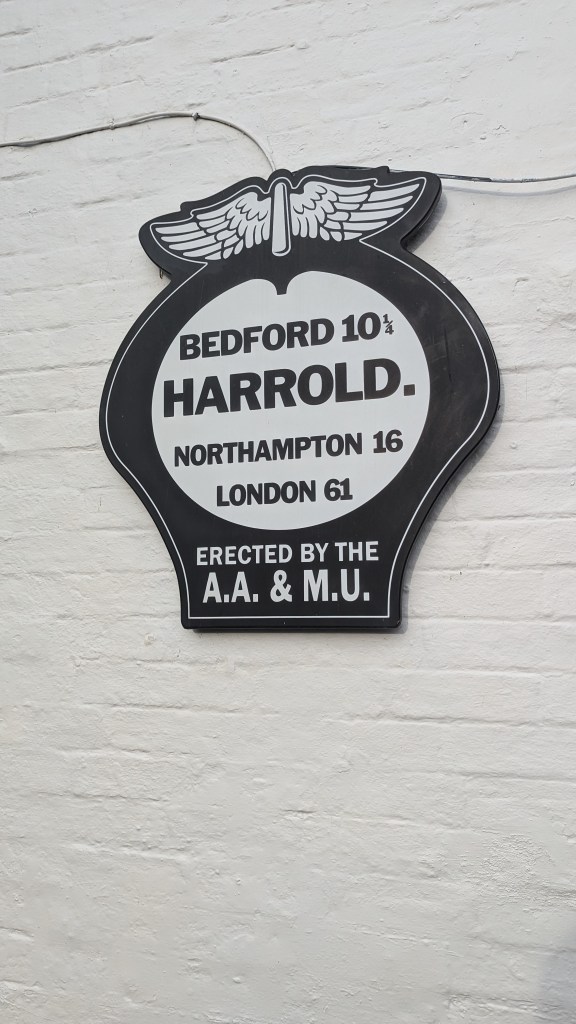 BEDFORD 10¼
HARROLD.
NORTHAMPTON 16
LONDON 61
ERECTED BY THE
A.A. & M.U.